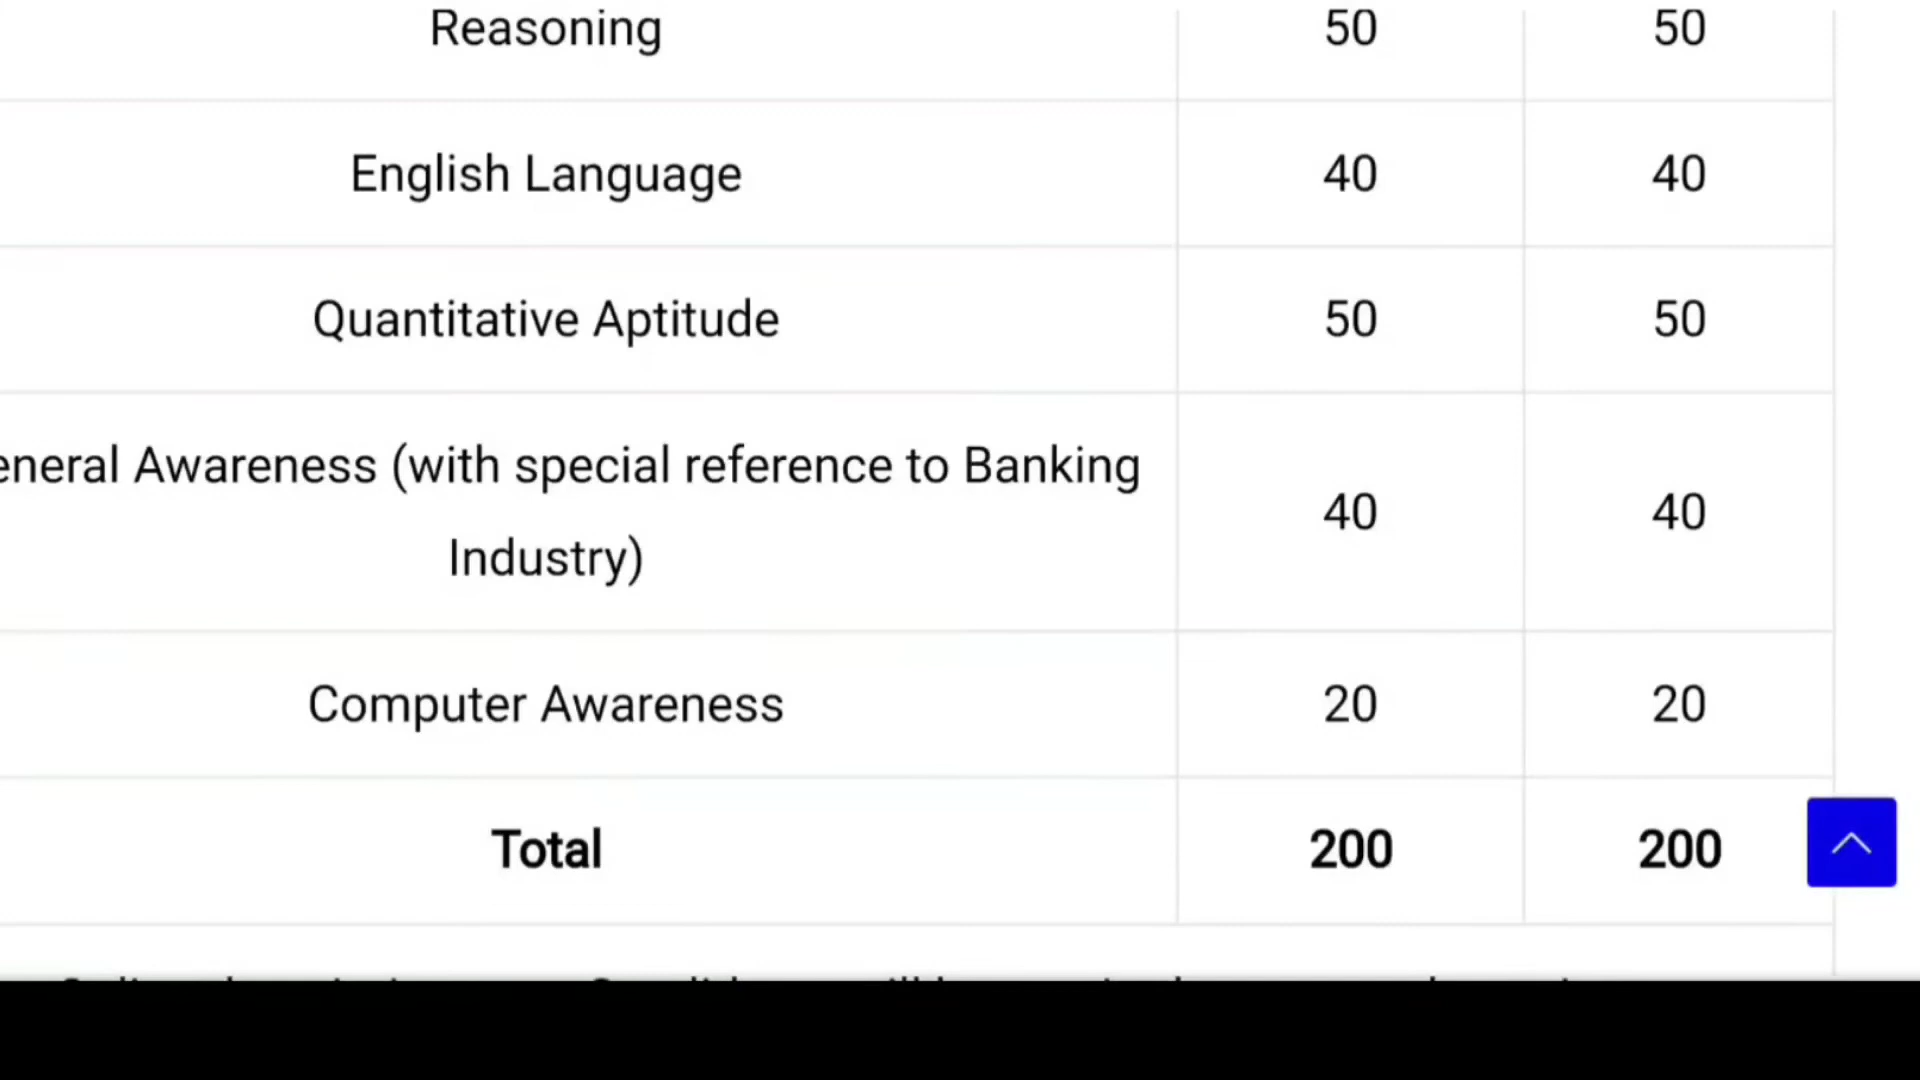 Reasoning 50 50
English Language 40 40
Quantitative Aptitude 50 50
eneral Awareness (with special reference to Banking
Industry) 40 40
Computer Awareness 20 20
Total 200 200